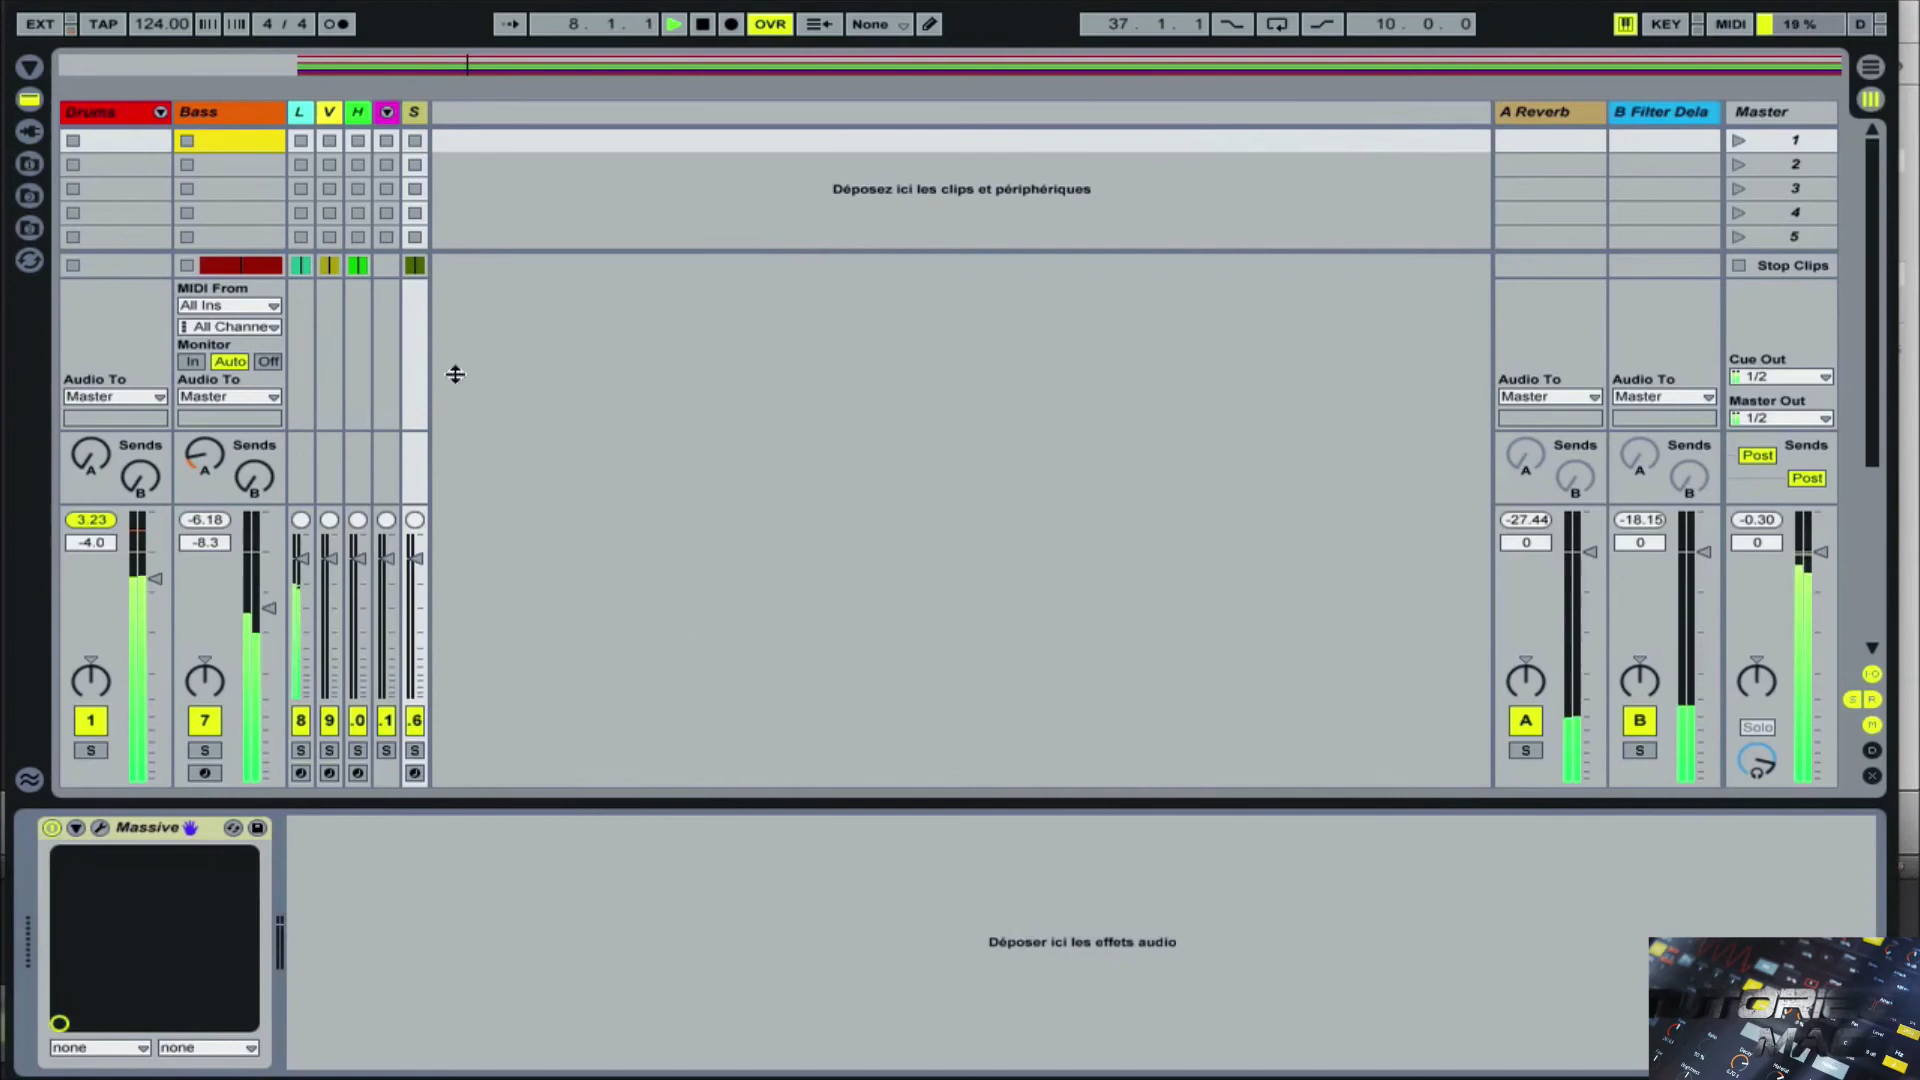 EXT TAP 124.00 4 / 4 8. 1. 1 OVR None 37. 1. 1 10. 0. 0 KEY MIDI 19 % D
Drums Bass L V H S A Reverb B Filter Dela Master
1
2
3
4
5
Déposez ici les clips et périphériques
Stop Clips
MIDI From
All Ins
All Channe
Monitor
In Auto Off
Cue Out
1/2
Audio To Audio To Audio To Audio To
Master Master Master Master
Master Out
1/2
Sends Sends Sends Sends Sends
A A A A Post
B B B B Post
3.23 -6.18 -27.44 -18.15 -0.30
-4.0 -8.3 0 0 0
1 7 8 9 .0 .1 .6 A B Solo
S S S S S S S S S
I·O
S R
M
D
X
Massive
Déposer ici les effets audio
none none